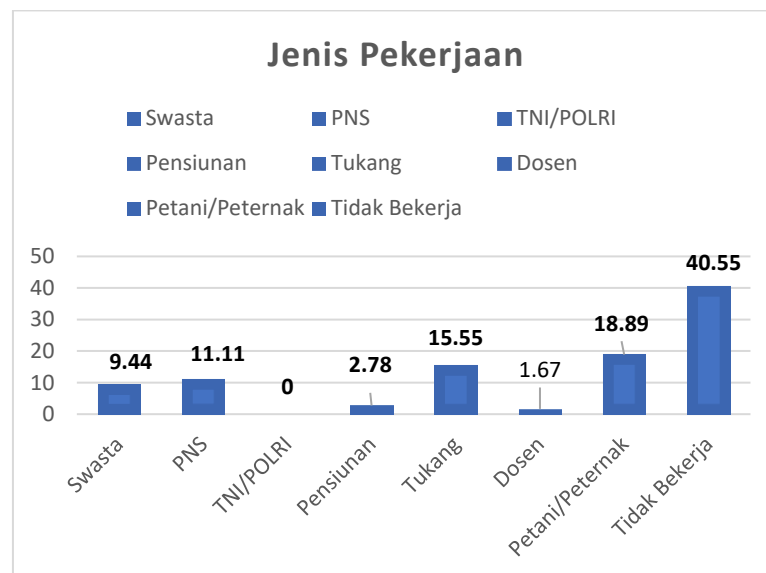 Jenis Pekerjaan
Swasta PNS TNI/POLRI
Pensiunan Tukang Dosen
Petani/Peternak Tidak Bekerja
50
40
30
20
10
0
9.44 11.11 0 2.78 15.55 1.67 18.89 40.55
Swasta PNS TNI/POLRI Pensiunan Tukang Dosen Petani/Peternak Tidak Bekerja